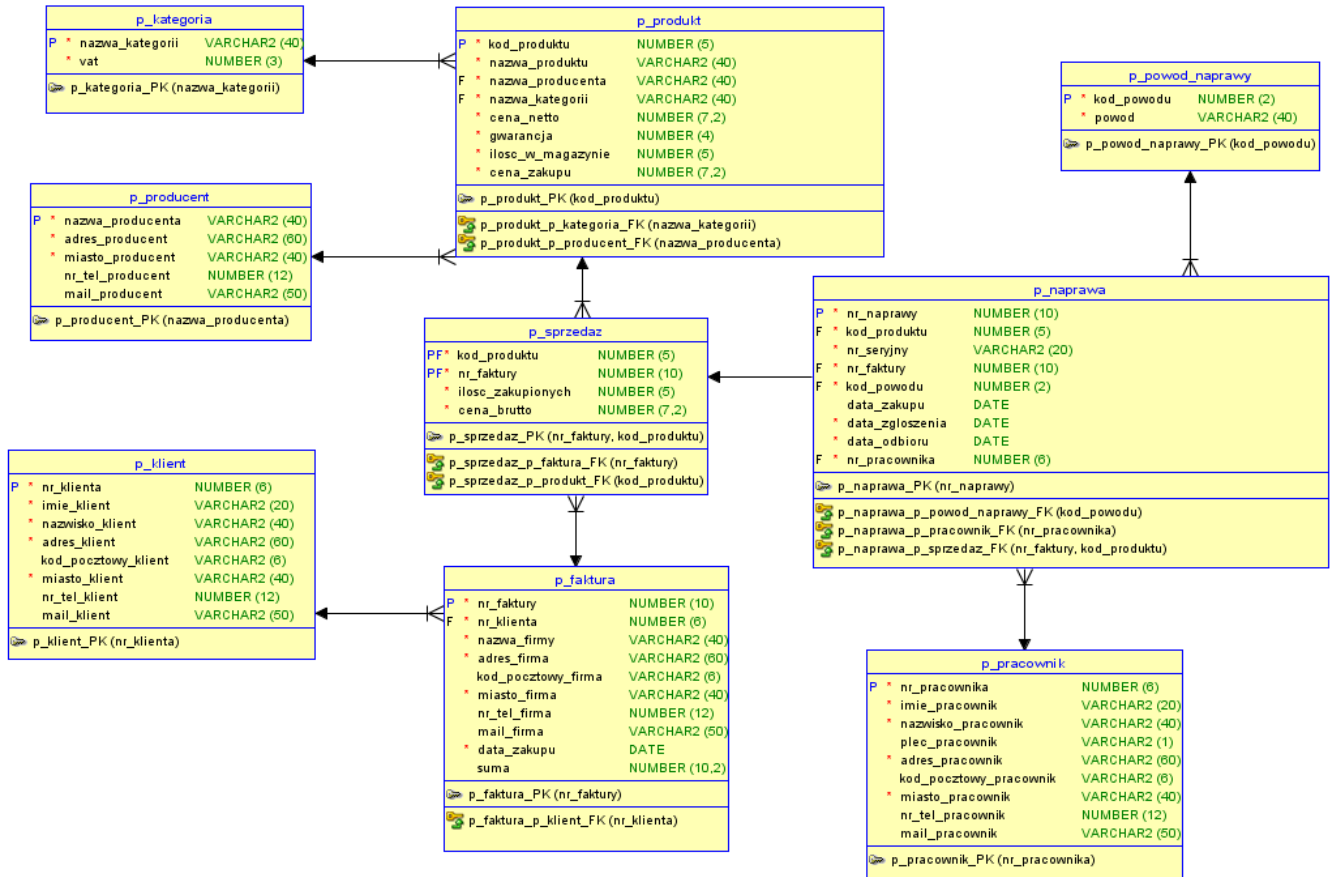 p_kategoria
P * nazwa_kategorii VARCHAR2 (40)
* vat NUMBER (3)
p_kategoria_PK (nazwa_kategorii)
p_produkt
P * kod_produktu NUMBER (5)
* nazwa_produktu VARCHAR2 (40)
F * nazwa_producenta VARCHAR2 (40)
F * nazwa_kategorii VARCHAR2 (40)
* cena_netto NUMBER (7,2)
* gwarancja NUMBER (4)
* ilosc_w_magazynie NUMBER (5)
* cena_zakupu NUMBER (7,2)
p_produkt_PK (kod_produktu)
p_produkt_p_kategoria_FK (nazwa_kategorii)
p_produkt_p_producent_FK (nazwa_producenta)
p_powod_naprawy
P * kod_powodu NUMBER (2)
* powod VARCHAR2 (40)
p_powod_naprawy_PK (kod_powodu)
p_producent
P * nazwa_producenta VARCHAR2 (40)
* adres_producent VARCHAR2 (60)
* miasto_producent VARCHAR2 (40)
nr_tel_producent NUMBER (12)
mail_producent VARCHAR2 (50)
p_producent_PK (nazwa_producenta)
p_sprzedaz
PF* kod_produktu NUMBER (5)
PF* nr_faktury NUMBER (10)
* ilosc_zakupionych NUMBER (5)
* cena_brutto NUMBER (7,2)
p_sprzedaz_PK (nr_faktury, kod_produktu)
p_sprzedaz_p_faktura_FK (nr_faktury)
p_sprzedaz_p_produkt_FK (kod_produktu)
p_naprawa
P * nr_naprawy NUMBER (10)
F * kod_produktu NUMBER (5)
* nr_seryjny VARCHAR2 (20)
F * nr_faktury NUMBER (10)
F * kod_powodu NUMBER (2)
data_zakupu DATE
* data_zgloszenia DATE
* data_odbioru DATE
F * nr_pracownika NUMBER (6)
p_naprawa_PK (nr_naprawy)
p_naprawa_p_powod_naprawy_FK (kod_powodu)
p_naprawa_p_pracownik_FK (nr_pracownika)
p_naprawa_p_sprzedaz_FK (nr_faktury, kod_produktu)
p_klient
P * nr_klienta NUMBER (6)
* imie_klient VARCHAR2 (20)
* nazwisko_klient VARCHAR2 (40)
* adres_klient VARCHAR2 (60)
kod_pocztowy_klient VARCHAR2 (6)
* miasto_klient VARCHAR2 (40)
nr_tel_klient NUMBER (12)
mail_klient VARCHAR2 (50)
p_klient_PK (nr_klienta)
p_faktura
P * nr_faktury NUMBER (10)
F * nr_klienta NUMBER (6)
* nazwa_firmy VARCHAR2 (40)
* adres_firma VARCHAR2 (60)
kod_pocztowy_firma VARCHAR2 (6)
* miasto_firma VARCHAR2 (40)
nr_tel_firma NUMBER (12)
mail_firma VARCHAR2 (50)
* data_zakupu DATE
suma NUMBER (10,2)
p_faktura_PK (nr_faktury)
p_faktura_p_klient_FK (nr_klienta)
p_pracownik
P * nr_pracownika NUMBER (6)
* imie_pracownik VARCHAR2 (20)
* nazwisko_pracownik VARCHAR2 (40)
plec_pracownik VARCHAR2 (1)
* adres_pracownik VARCHAR2 (60)
kod_pocztowy_pracownik VARCHAR2 (6)
* miasto_pracownik VARCHAR2 (40)
nr_tel_pracownik NUMBER (12)
mail_pracownik VARCHAR2 (50)
p_pracownik_PK (nr_pracownika)